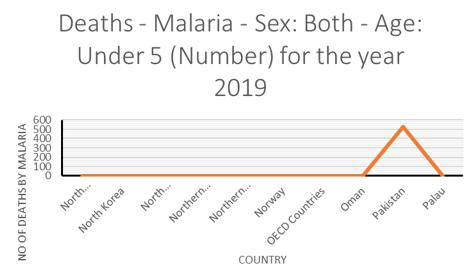 Deaths - Malaria - Sex: Both - Age:
Under 5 (Number) for the year
2019
NO OF DEATHS BY MALARIA
600
500
400
300
200
100
0
North...
North Korea
North...
Northern...
Northern...
Norway
OECD Countries
Oman
Pakistan
Palau
COUNTRY